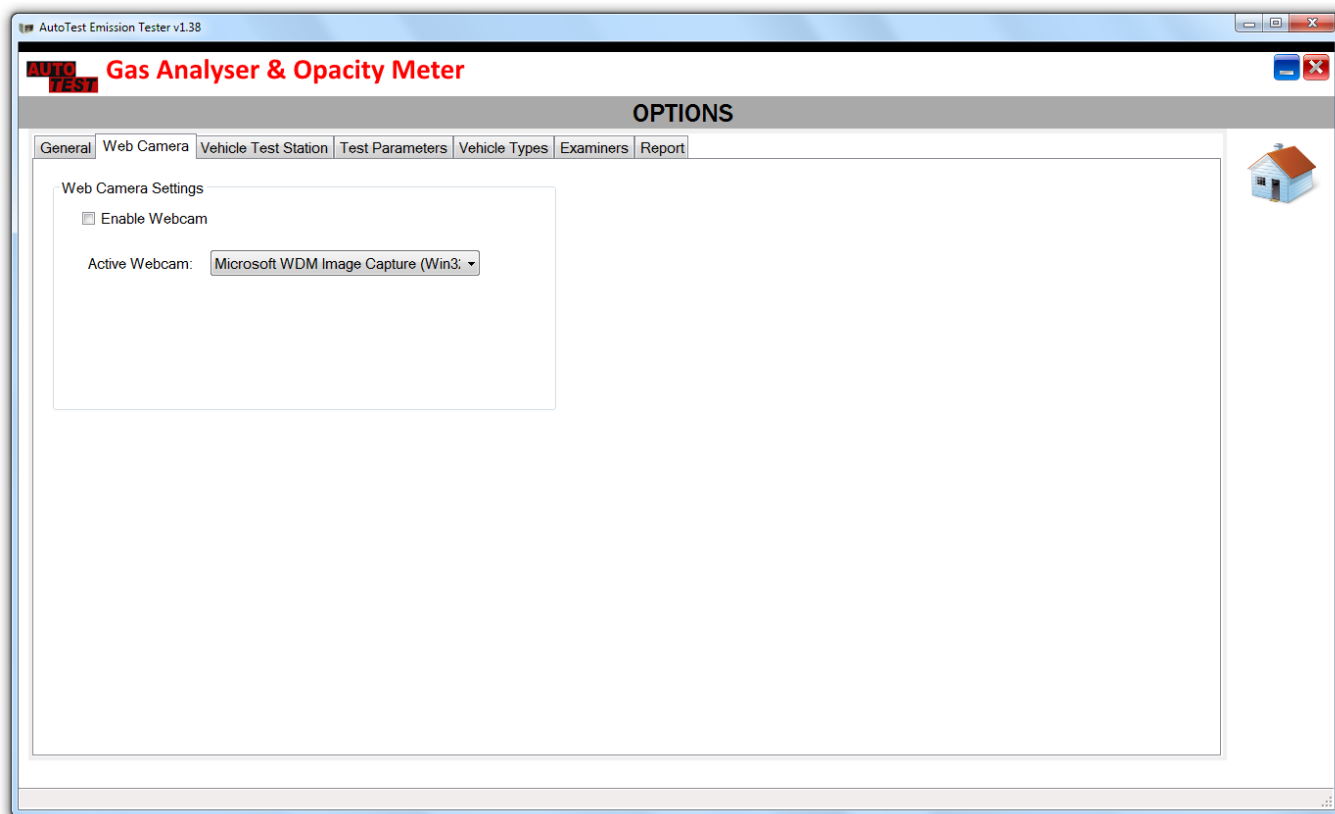 AutoTest Emission Tester v1.38
AUTO TEST Gas Analyser & Opacity Meter
OPTIONS
General Web Camera Vehicle Test Station Test Parameters Vehicle Types Examiners Report
Web Camera Settings
Enable Webcam
Active Webcam: Microsoft WDM Image Capture (Win3